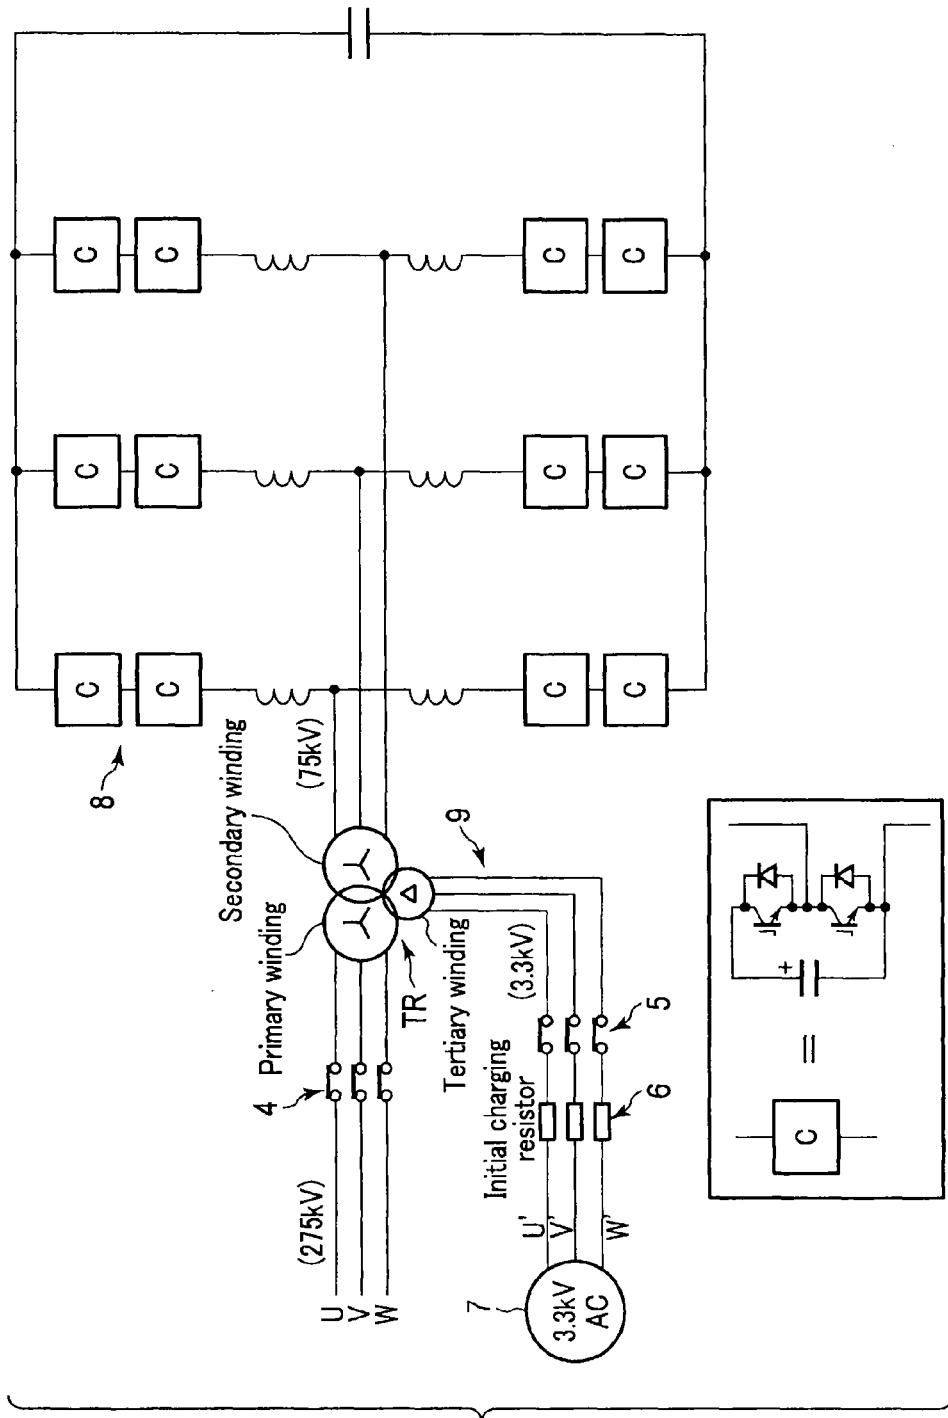 C C C C
C C C C
C C C C
8
Secondary winding
(75kV)
Primary winding
TR
Tertiary winding
9
4
(275kV)
U
V
W
(3.3kV)
5
Initial charging
resistor
6
U'
V'
W'
7
3.3kV
AC
C
=
+